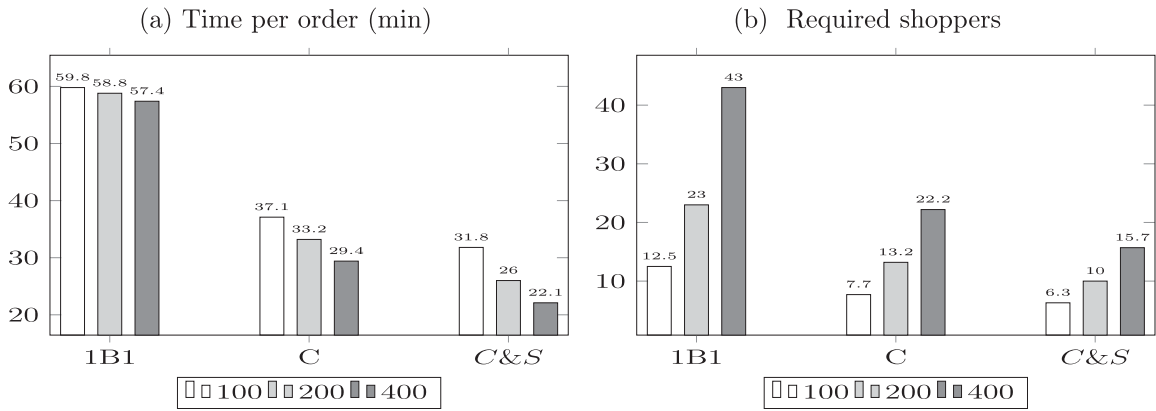 (a) Time per order (min)
60
50
40
30
20
59.8
58.8
57.4
37.1
33.2
29.4
31.8
26
22.1
1B1
C
C&S
100 200 400
(b) Required shoppers
40
30
20
10
12.5
23
43
7.7
13.2
22.2
6.3
10
15.7
1B1
C
C&S
100 200 400